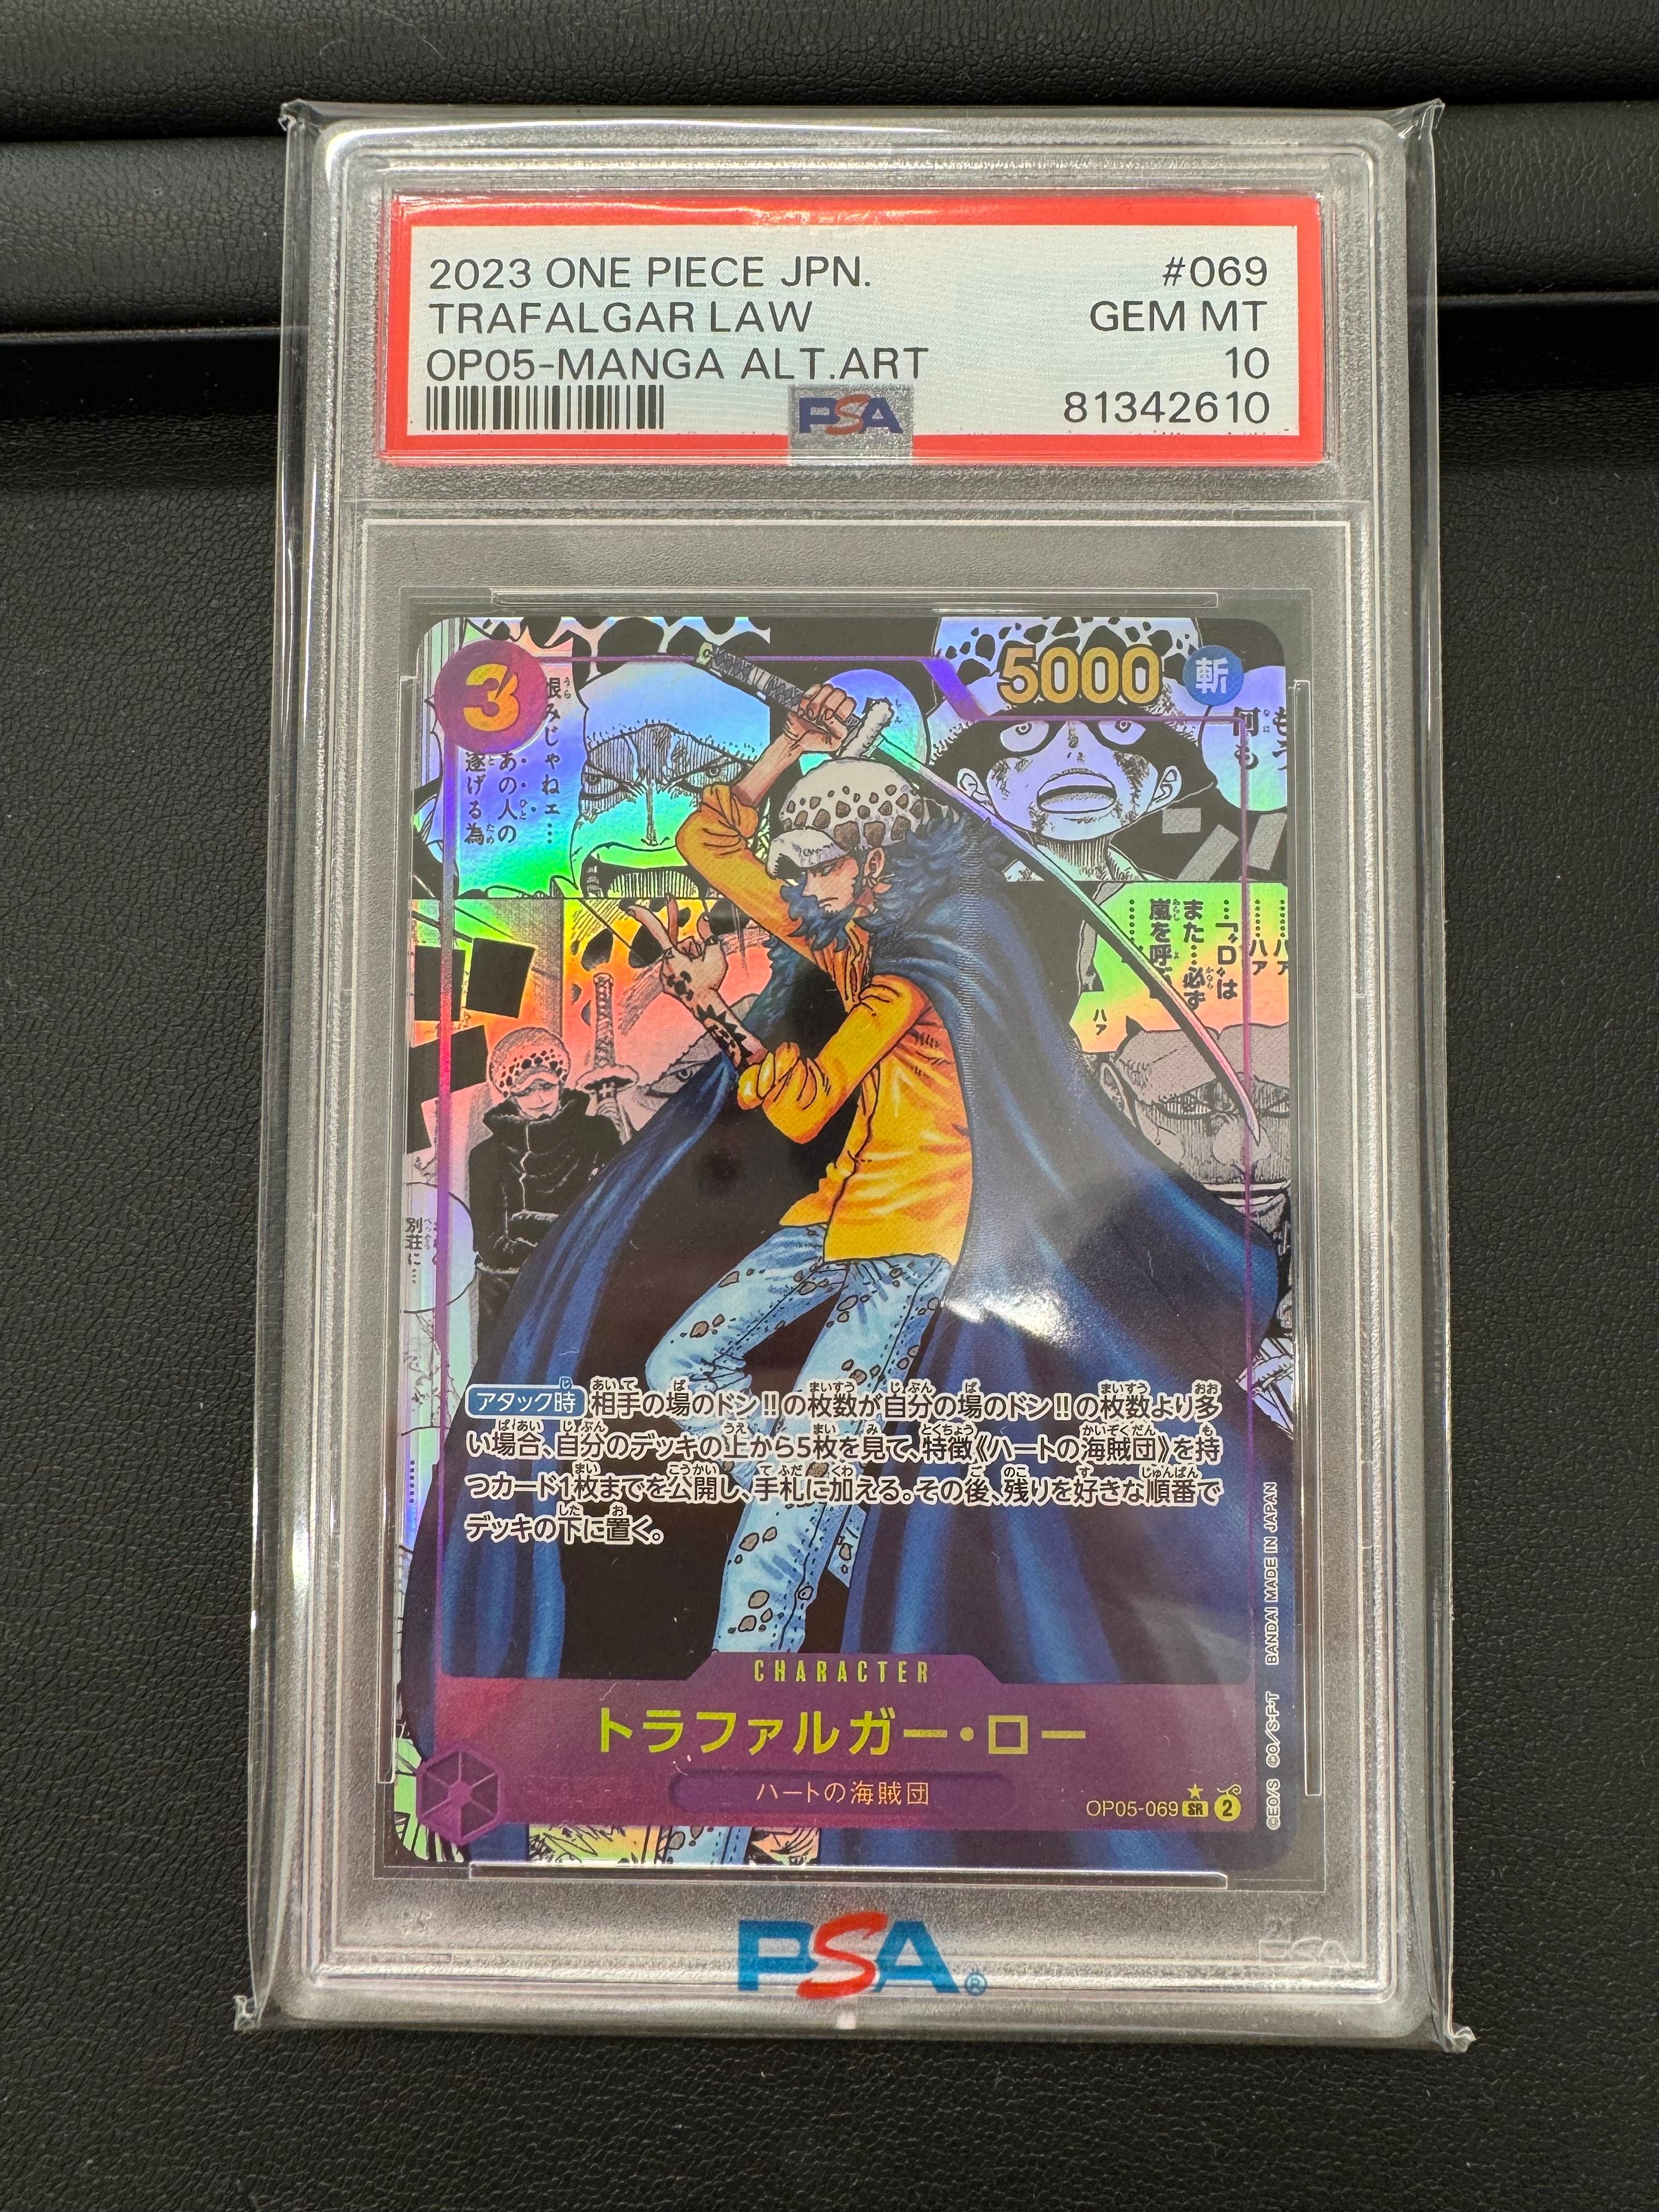 2023 ONE PIECE JPN. #069
TRAFALGAR LAW GEM MT
OP05-MANGA ALT.ART 10
PSA 81342610
3
5000 斬
あの人の
遂げる為
何も
また…必ず
嵐を呼ぶ
ハァ
別荘に…
アタック時 相手の場のドン!!の枚数が自分の場のドン!!の枚数より多
い場合、自分のデッキの上から5枚を見て、特徴《ハートの海賊団》を持
つカード1枚までを公開し、手札に加える。その後、残りを好きな順番で
デッキの下に置く。
CHARACTER
トラファルガー・ロー
ハートの海賊団
OP05-069 SR 2
©EO/S ©O/S・F・T BANDAI MADE IN JAPAN
PSA®